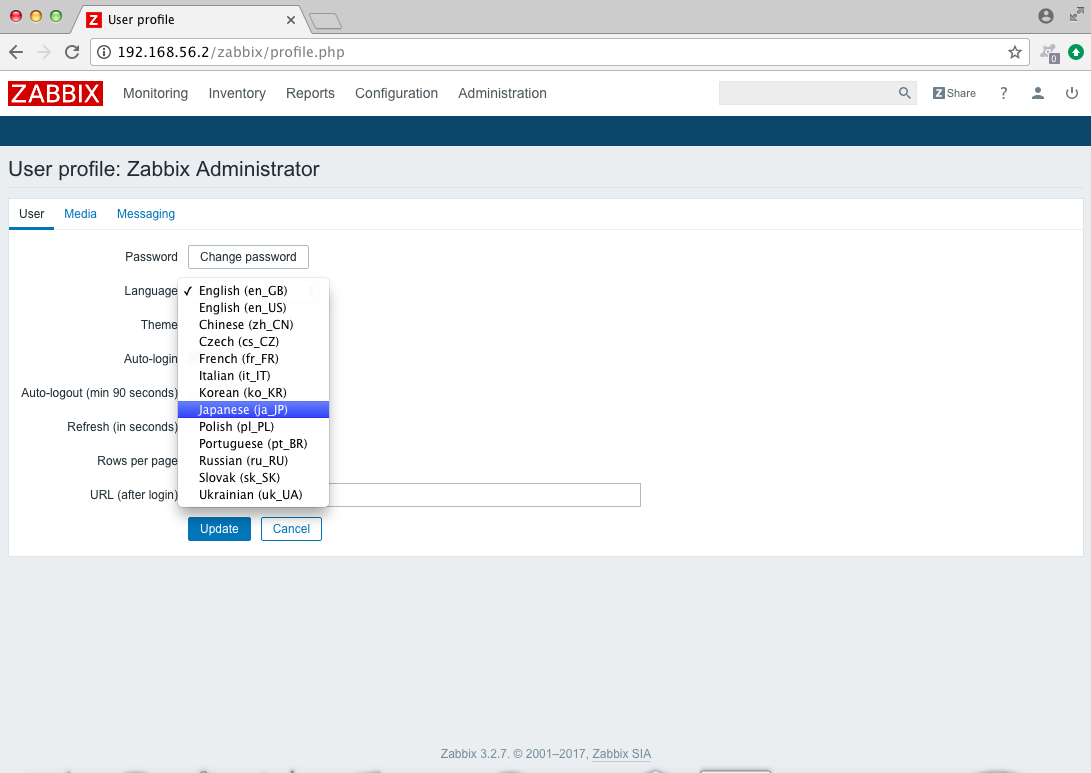 Z User profile
192.168.56.2/zabbix/profile.php
0
ZABBIX Monitoring Inventory Reports Configuration Administration Z Share ?
User profile: Zabbix Administrator
User Media Messaging
Password Change password
Language ✓ English (en_GB)
English (en_US)
Theme Chinese (zh_CN)
Czech (cs_CZ)
Auto-login French (fr_FR)
Italian (it_IT)
Auto-logout (min 90 seconds) Korean (ko_KR)
Japanese (ja_JP)
Refresh (in seconds) Polish (pl_PL)
Portuguese (pt_BR)
Rows per page Russian (ru_RU)
Slovak (sk_SK)
URL (after login) Ukrainian (uk_UA)
Update Cancel
Zabbix 3.2.7. © 2001–2017, Zabbix SIA